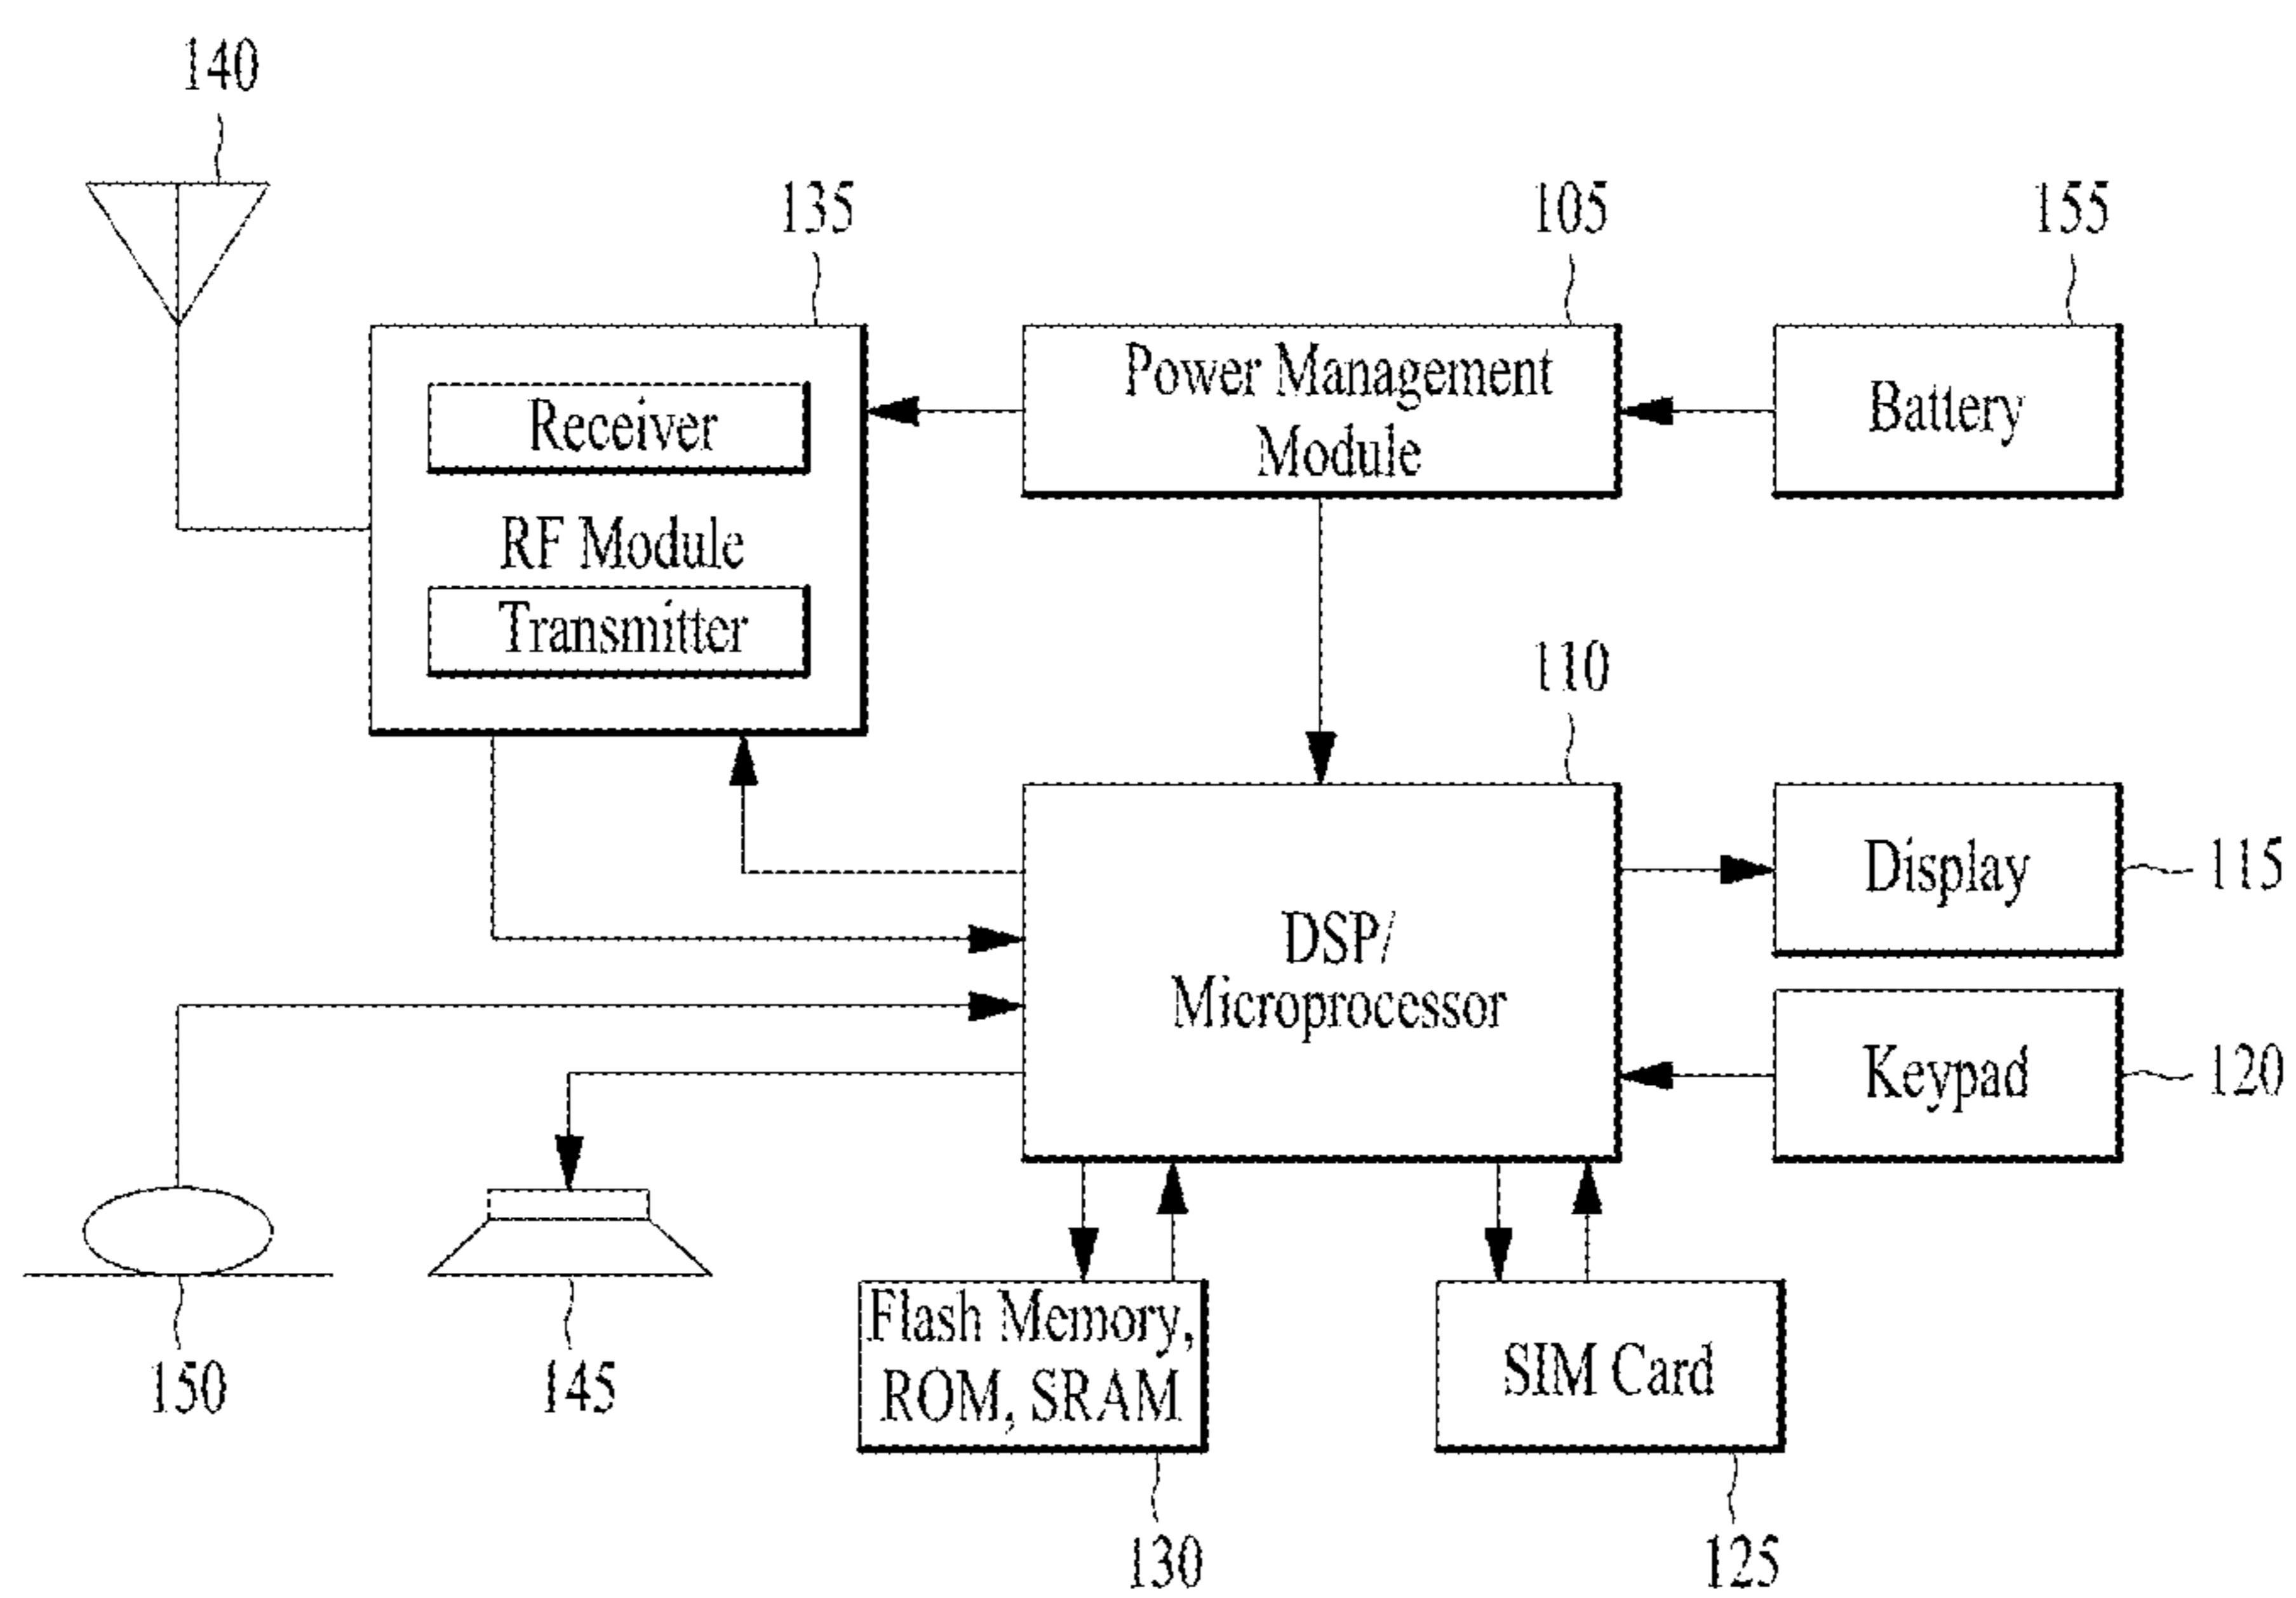 140
135
105
155
Receiver
RF Module
Transmitter
Power Management
Module
Battery
110
DSP/
Microprocessor
Display
115
Keypad
120
150
145
Flash Memory,
ROM, SRAM
SIM Card
130
125